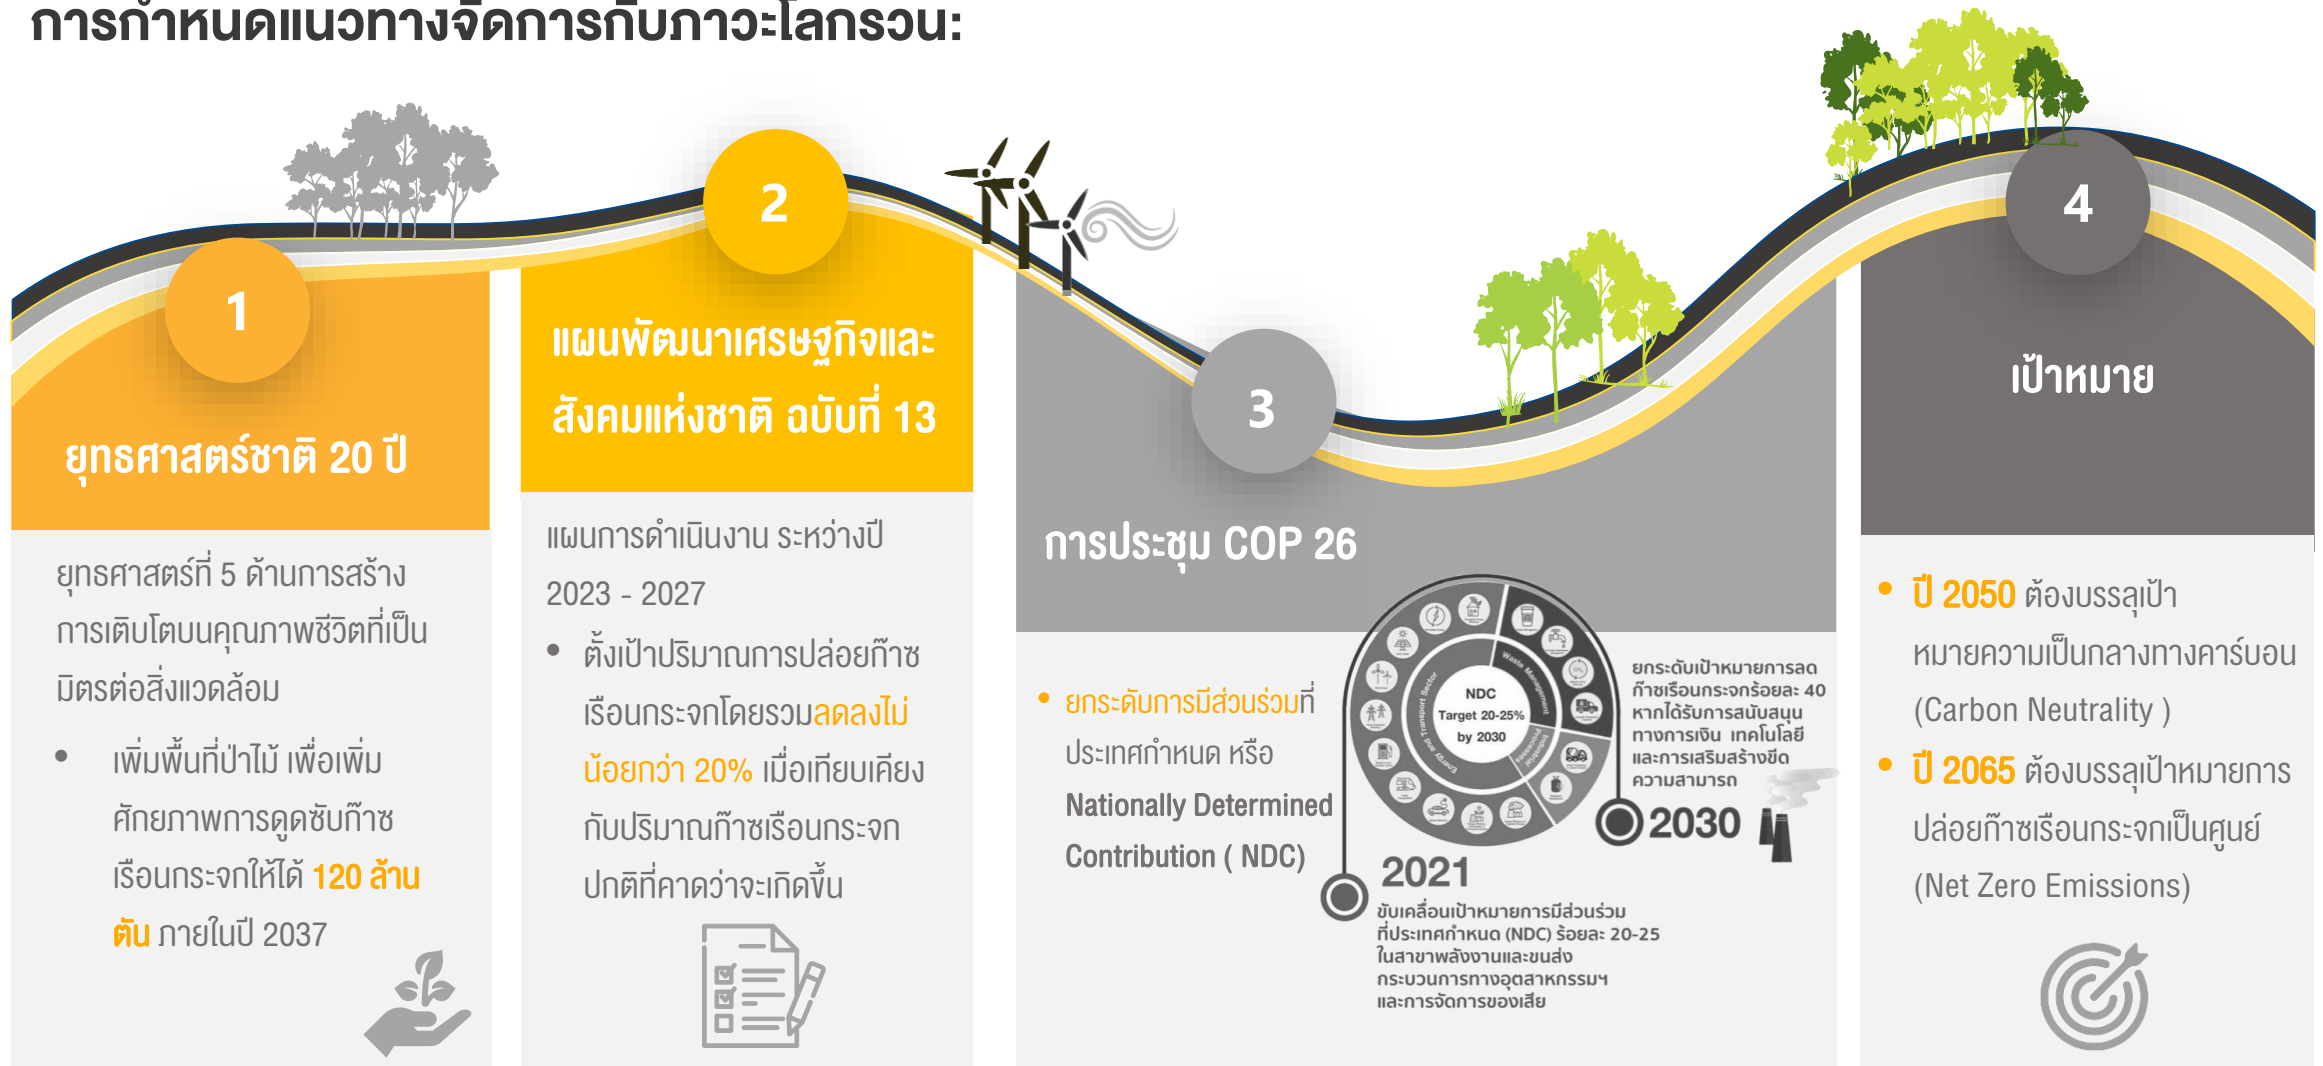 การกำหนดแนวทางจัดการกับภาวะโลกรวน:
1
ยุทธศาสตร์ชาติ 20 ปี
ยุทธศาสตร์ที่ 5 ด้านการสร้าง
การเติบโตบนคุณภาพชีวิตที่เป็น
มิตรต่อสิ่งแวดล้อม
• เพิ่มพื้นที่ป่าไม้ เพื่อเพิ่ม
ศักยภาพการดูดซับก๊าซ
เรือนกระจกให้ได้ 120 ล้าน
ตัน ภายในปี 2037
2
แผนพัฒนาเศรษฐกิจและ
สังคมแห่งชาติ ฉบับที่ 13
แผนการดำเนินงาน ระหว่างปี
2023 - 2027
• ตั้งเป้าปริมาณการปล่อยก๊าซ
เรือนกระจกโดยรวมลดลงไม่
น้อยกว่า 20% เมื่อเทียบเคียง
กับปริมาณก๊าซเรือนกระจก
ปกติที่คาดว่าจะเกิดขึ้น
3
การประชุม COP 26
• ยกระดับการมีส่วนร่วมที่
ประเทศกำหนด หรือ
Nationally Determined
Contribution ( NDC)
NDC
Target 20-25%
by 2030
Energy and Transport Sector
Waste Management
Industrial Processes
2021
ขับเคลื่อนเป้าหมายการมีส่วนร่วม
ที่ประเทศกำหนด (NDC) ร้อยละ 20-25
ในสาขาพลังงานและขนส่ง
กระบวนการทางอุตสาหกรรมฯ
และการจัดการของเสีย
ยกระดับเป้าหมายการลด
ก๊าซเรือนกระจกร้อยละ 40
หากได้รับการสนับสนุน
ทางการเงิน เทคโนโลยี
และการเสริมสร้างขีด
ความสามารถ
2030
4
เป้าหมาย
• ปี 2050 ต้องบรรลุเป้า
หมายความเป็นกลางทางคาร์บอน
(Carbon Neutrality )
• ปี 2065 ต้องบรรลุเป้าหมายการ
ปล่อยก๊าซเรือนกระจกเป็นศูนย์
(Net Zero Emissions)